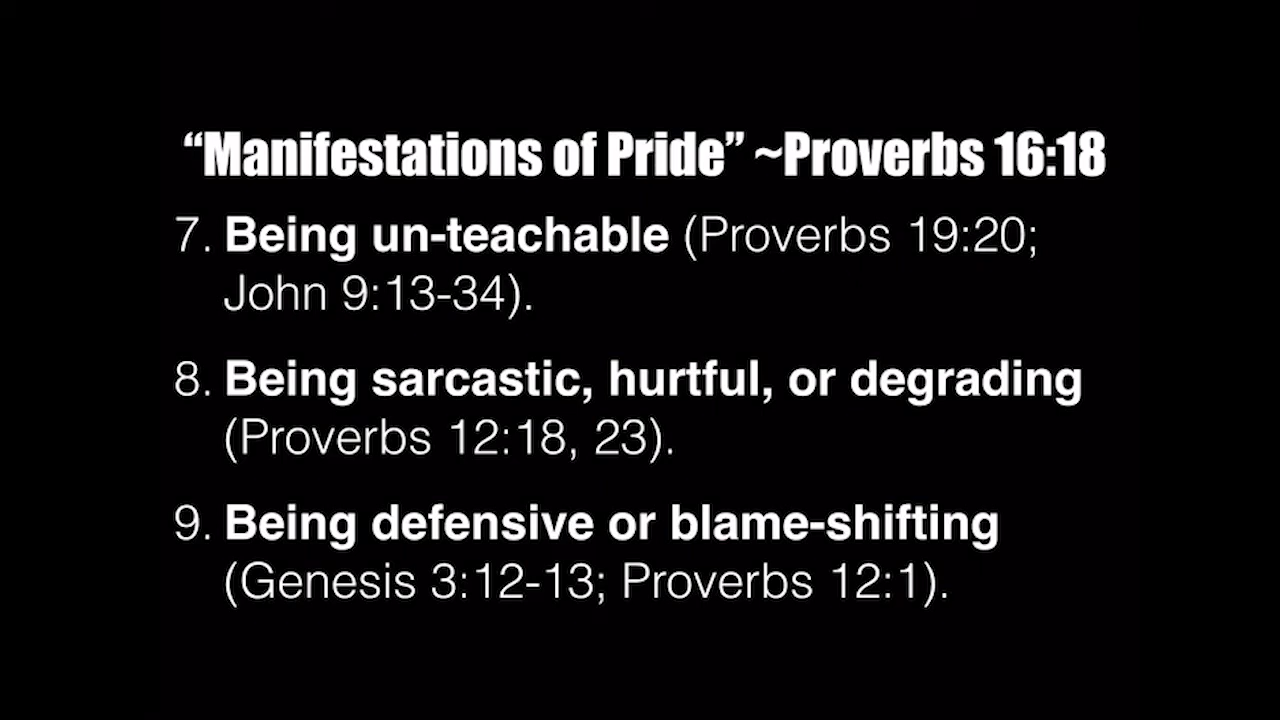 “Manifestations of Pride” ~Proverbs 16:18
7. Being un-teachable (Proverbs 19:20;
John 9:13-34).
8. Being sarcastic, hurtful, or degrading
(Proverbs 12:18, 23).
9. Being defensive or blame-shifting
(Genesis 3:12-13; Proverbs 12:1).